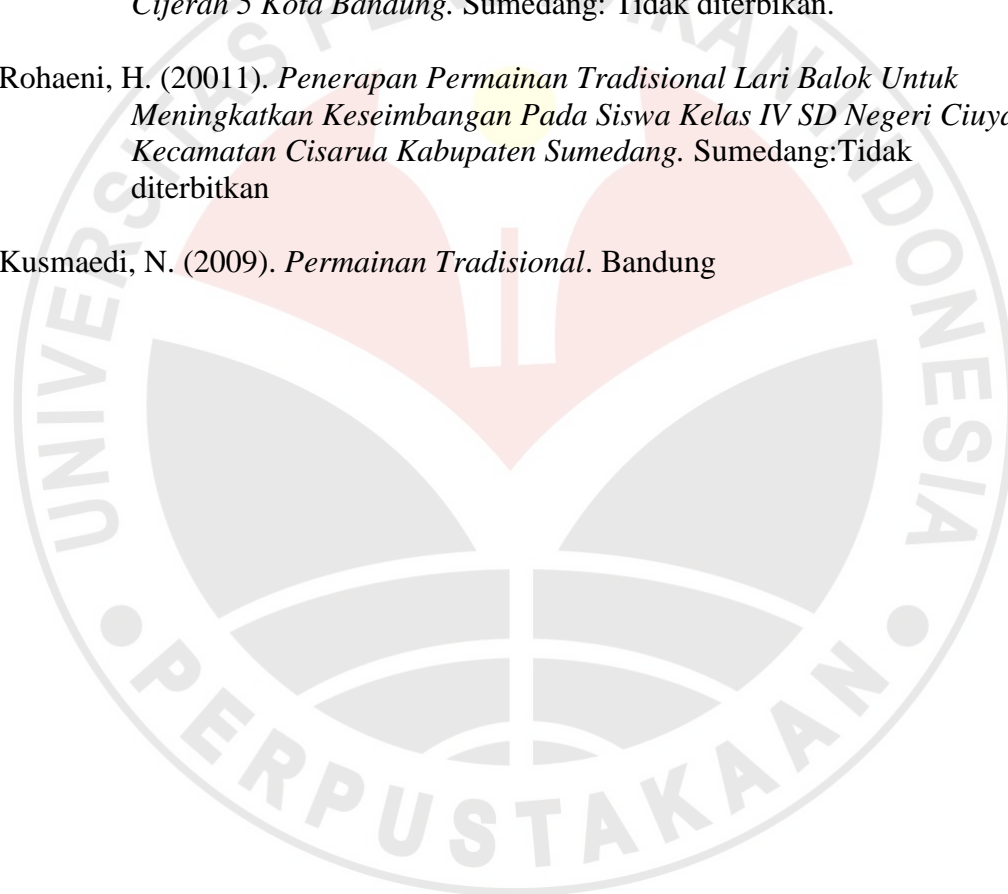 Cijerah 5 Kota Bandung. Sumedang: Tidak diterbikan.
Rohaeni, H. (20011). Penerapan Permainan Tradisional Lari Balok Untuk
Meningkatkan Keseimbangan Pada Siswa Kelas IV SD Negeri
Kecamatan Cisarua Kabupaten Sumedang. Sumedang:Tidak
diterbitkan
Kusmaedi, N. (2009). Permainan Tradisional. Bandung
PERPUSTAKAAN